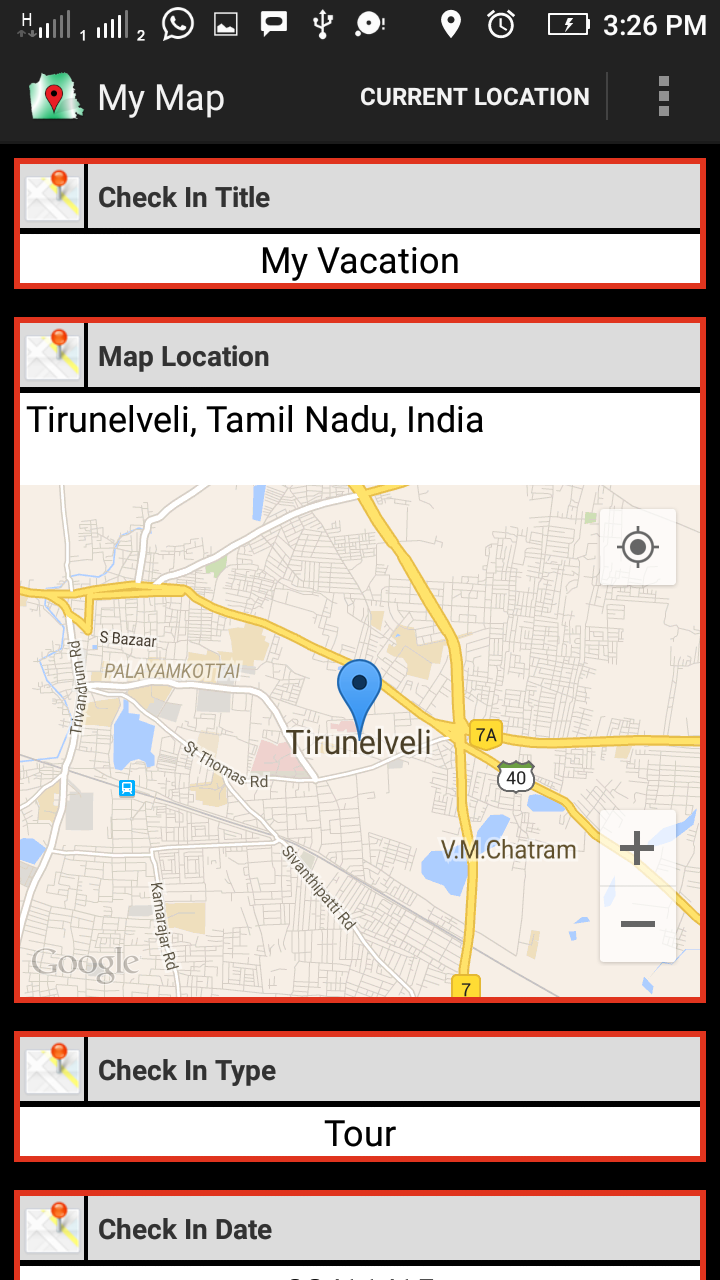 H
1
2
3:26 PM
My Map
CURRENT LOCATION
Check In Title
My Vacation
Map Location
Tirunelveli, Tamil Nadu, India
S Bazaar
PALAYAMKOTTAI
Trivandrum Rd
Tirunelveli
7A
St Thomas Rd
40
V.M.Chatram
Sivanthipatti Rd
Kamarajar Rd
Google
7
Check In Type
Tour
Check In Date